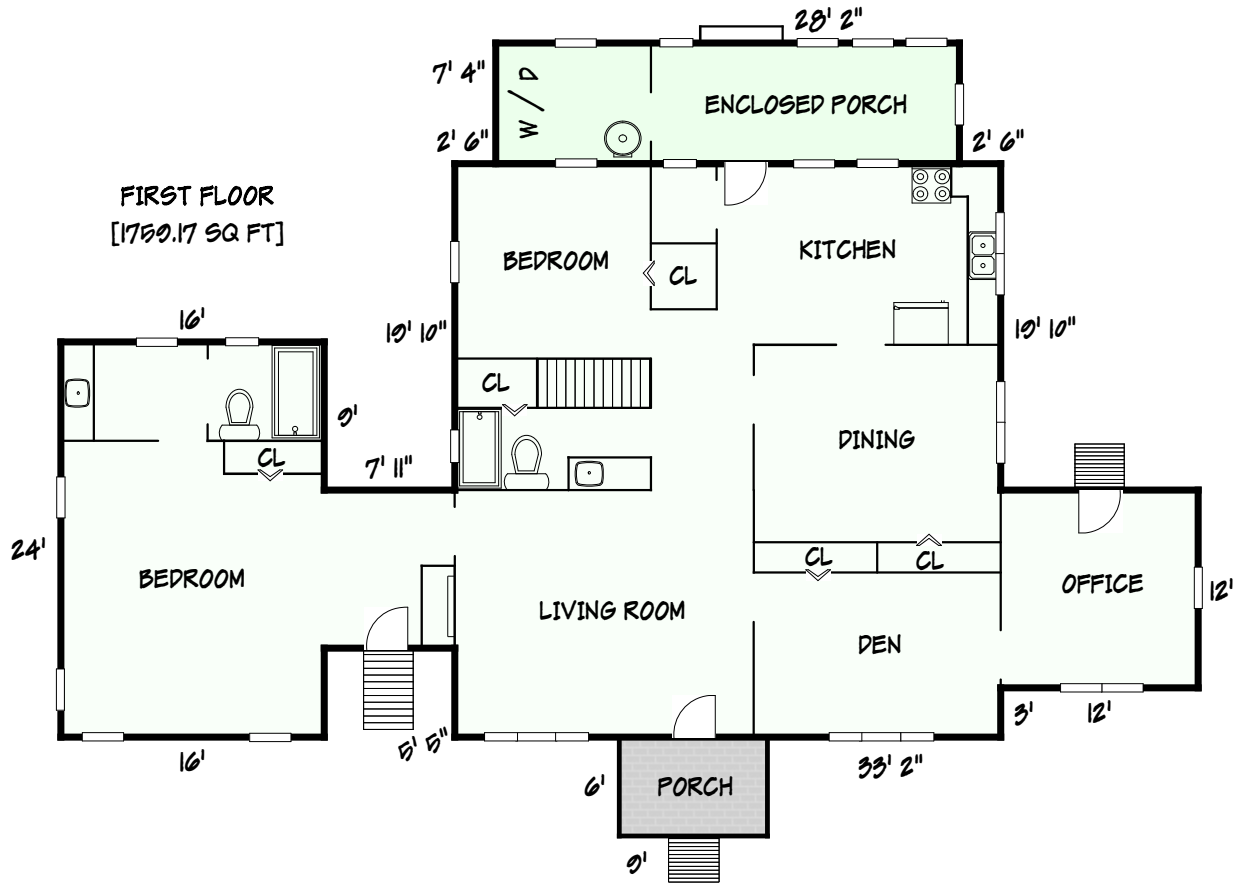 28' 2"
7' 4"
W / D
ENCLOSED PORCH
2' 6"
2' 6"
FIRST FLOOR
[1759.17 SQ FT]
BEDROOM
KITCHEN
CL
16'
19' 10"
19' 10"
CL
9'
DINING
CL
7' 11"
24'
BEDROOM
CL
CL
OFFICE
12'
LIVING ROOM
DEN
3'
12'
5' 5"
16'
33' 2"
6'
PORCH
9'